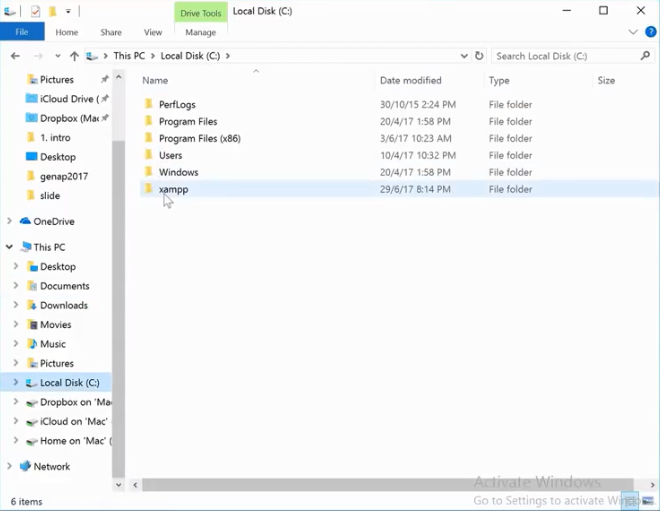 Drive Tools
Local Disk (C:)
File
Home
Share
View
Manage
This PC
Local Disk (C:)
Search Local Disk (C:)
Pictures
iCloud Drive (
Dropbox (Mac
1. intro
Desktop
genap2017
slide
OneDrive
This PC
Desktop
Documents
Downloads
Movies
Music
Pictures
Local Disk (C:)
Dropbox on 'Ma
iCloud on 'Mac'
Home on 'Mac' (
Network
Name Date modified Type Size
PerfLogs 30/10/15 2:24 PM File folder
Program Files 20/4/17 1:58 PM File folder
Program Files (x86) 3/6/17 10:23 AM File folder
Users 10/4/17 10:32 PM File folder
Windows 20/4/17 1:58 PM File folder
xampp 29/6/17 8:14 PM File folder
6 items
Activate Windows
Go to Settings to activate Windows